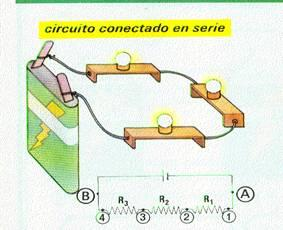 circuito conectado en serie
B A
R3 R2 R1
4 3 2 1